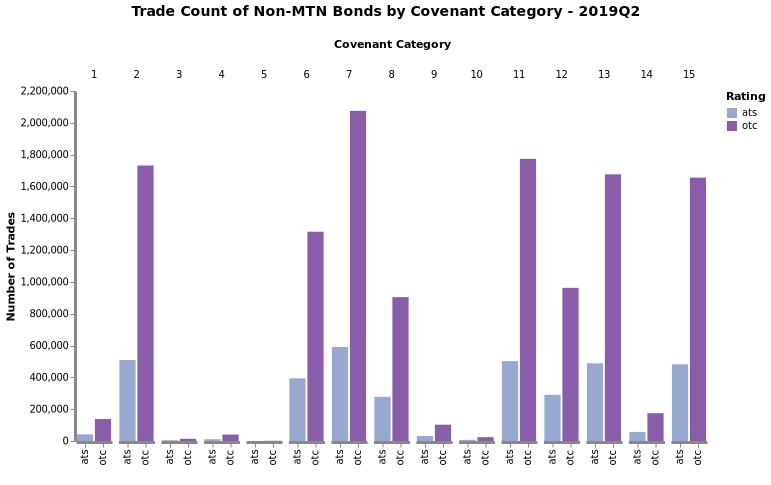 Trade Count of Non-MTN Bonds by Covenant Category - 2019Q2
Covenant Category
1 2 3 4 5 6 7 8 9 10 11 12 13 14 15
Number of Trades
2,200,000
2,000,000
1,800,000
1,600,000
1,400,000
1,200,000
1,000,000
800,000
600,000
400,000
200,000
0
ats otc ats otc ats otc ats otc ats otc ats otc ats otc ats otc ats otc ats otc ats otc ats otc ats otc ats otc ats otc
Rating
ats
otc